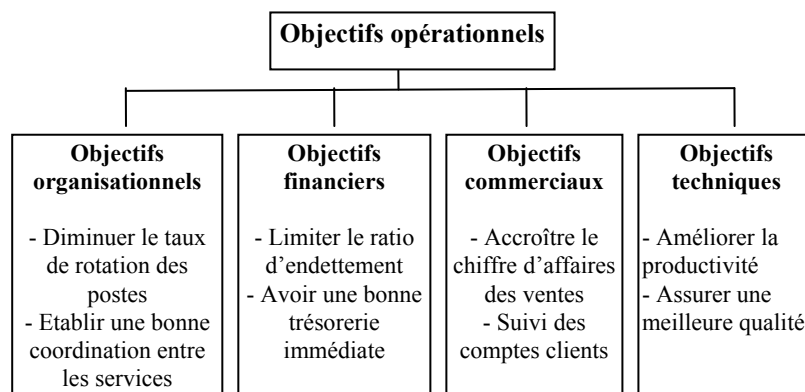 Objectifs opérationnels
Objectifs
organisationnels
- Diminuer le taux
de rotation des
postes
- Etablir une bonne
coordination entre
les services
Objectifs
financiers
- Limiter le ratio
d’endettement
- Avoir une bonne
trésorerie
immédiate
Objectifs
commerciaux
- Accroître le
chiffre d’affaires
des ventes
- Suivi des
comptes clients
Objectifs
techniques
- Améliorer la
productivité
- Assurer une
meilleure qualité